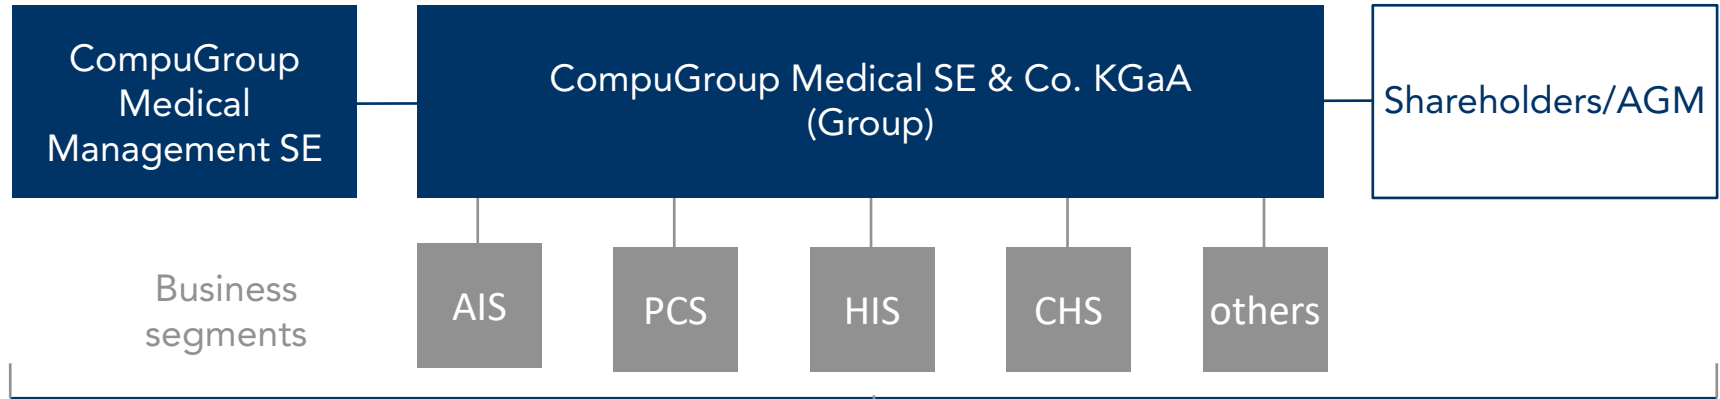 CompuGroup
Medical
Management SE
CompuGroup Medical SE & Co. KGaA
(Group)
Shareholders/AGM
Business
segments
AIS
PCS
HIS
CHS
others